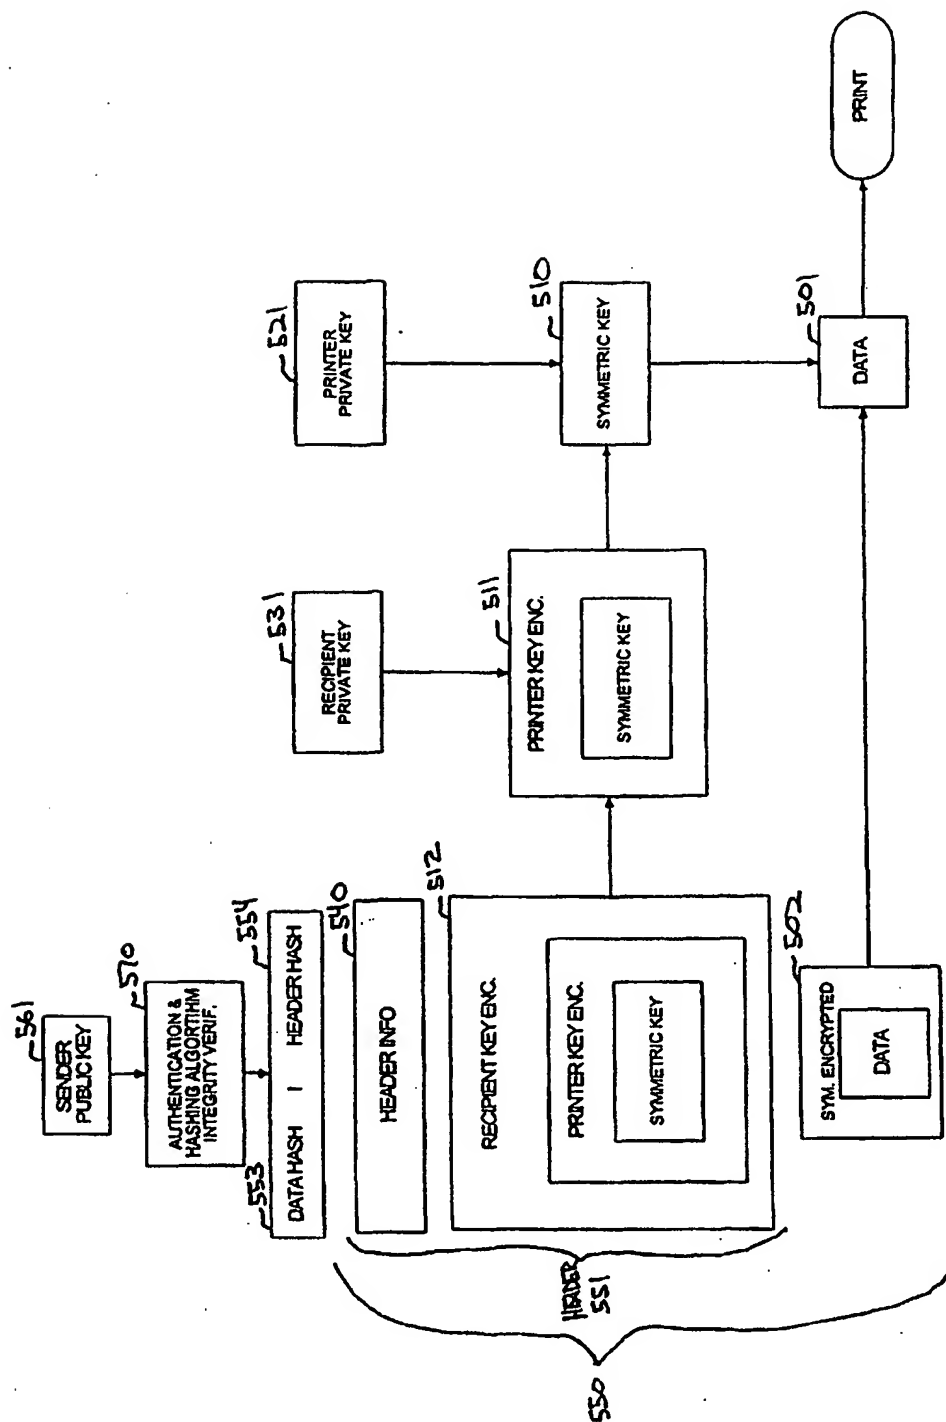 561
SENDER
PUBLIC KEY
570
AUTHENTICATION &
HASHING ALGORTIHM
INTEGRITY VERIF.
553
DATA HASH | HEADER HASH
554
540
HEADER INFO
512
RECIPIENT KEY ENC.
PRINTER KEY ENC.
SYMMETRIC KEY
HEADER
551
550
502
SYM. ENCRYPTED
DATA
531
RECIPIENT
PRIVATE KEY
511
PRINTER KEY ENC.
SYMMETRIC KEY
521
PRINTER
PRIVATE KEY
510
SYMMETRIC KEY
501
DATA
PRINT